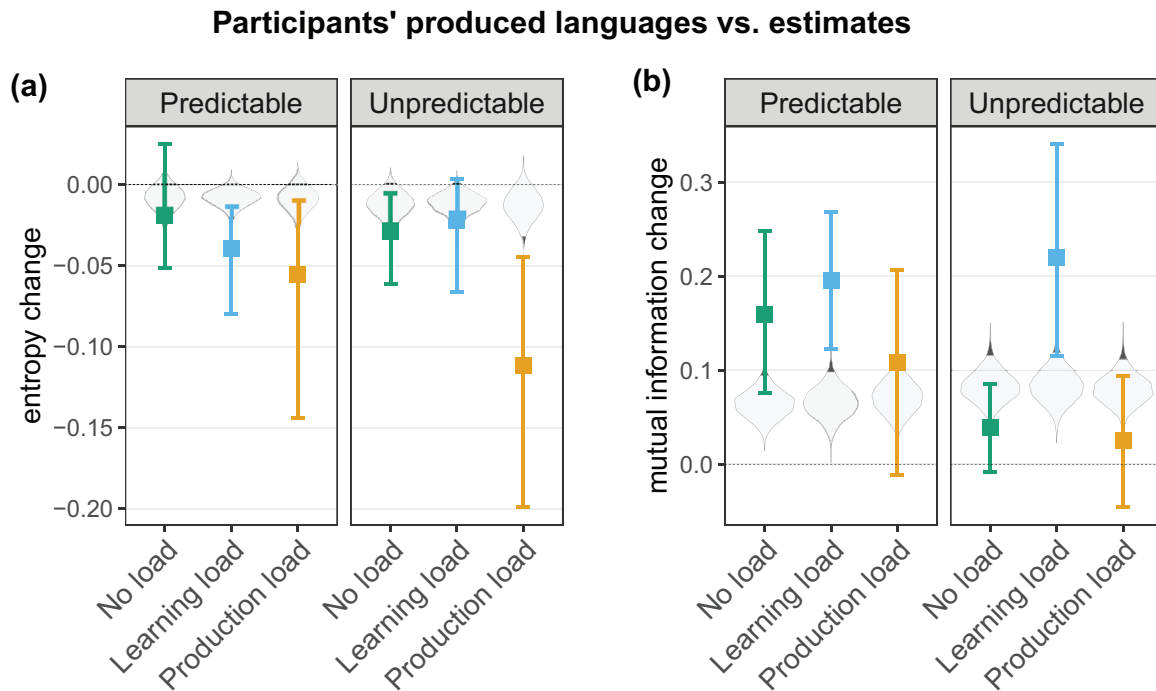 Participants' produced languages vs. estimates
(a)
Predictable
Unpredictable
entropy change
0.00
−0.05
−0.10
−0.15
−0.20
No load
Learning load
Production load
No load
Learning load
Production load
(b)
Predictable
Unpredictable
mutual information change
0.3
0.2
0.1
0.0
No load
Learning load
Production load
No load
Learning load
Production load